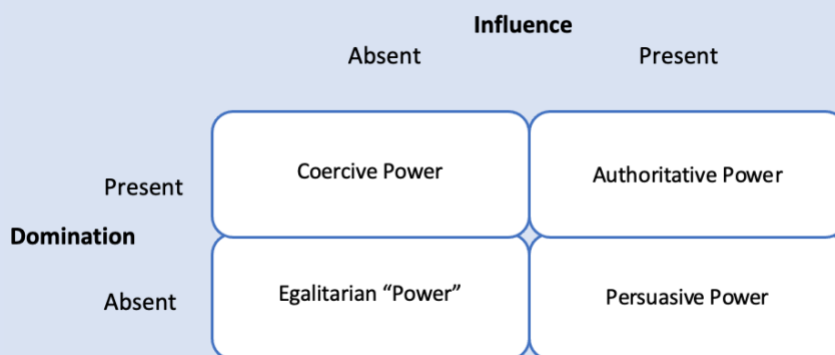 Influence
Absent Present
Coercive Power Authoritative Power
Present
Domination
Egalitarian “Power” Persuasive Power
Absent